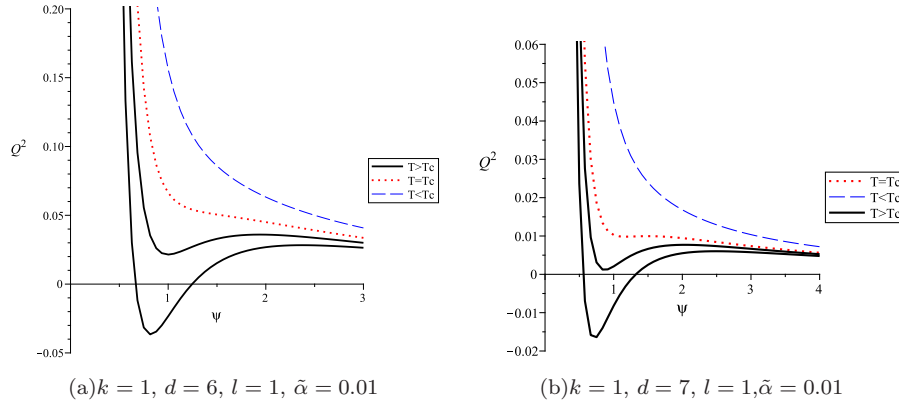 0.20
0.15
0.10
0.05
0
-0.05
Q²
1
2
3
Ψ
T>Tc
T=Tc
T<Tc
(a)k = 1, d = 6, l = 1, α̃ = 0.01
0.06
0.05
0.04
0.03
0.02
0.01
0
-0.01
-0.02
Q²
1
2
3
4
Ψ
T=Tc
T<Tc
T>Tc
(b)k = 1, d = 7, l = 1,α̃ = 0.01